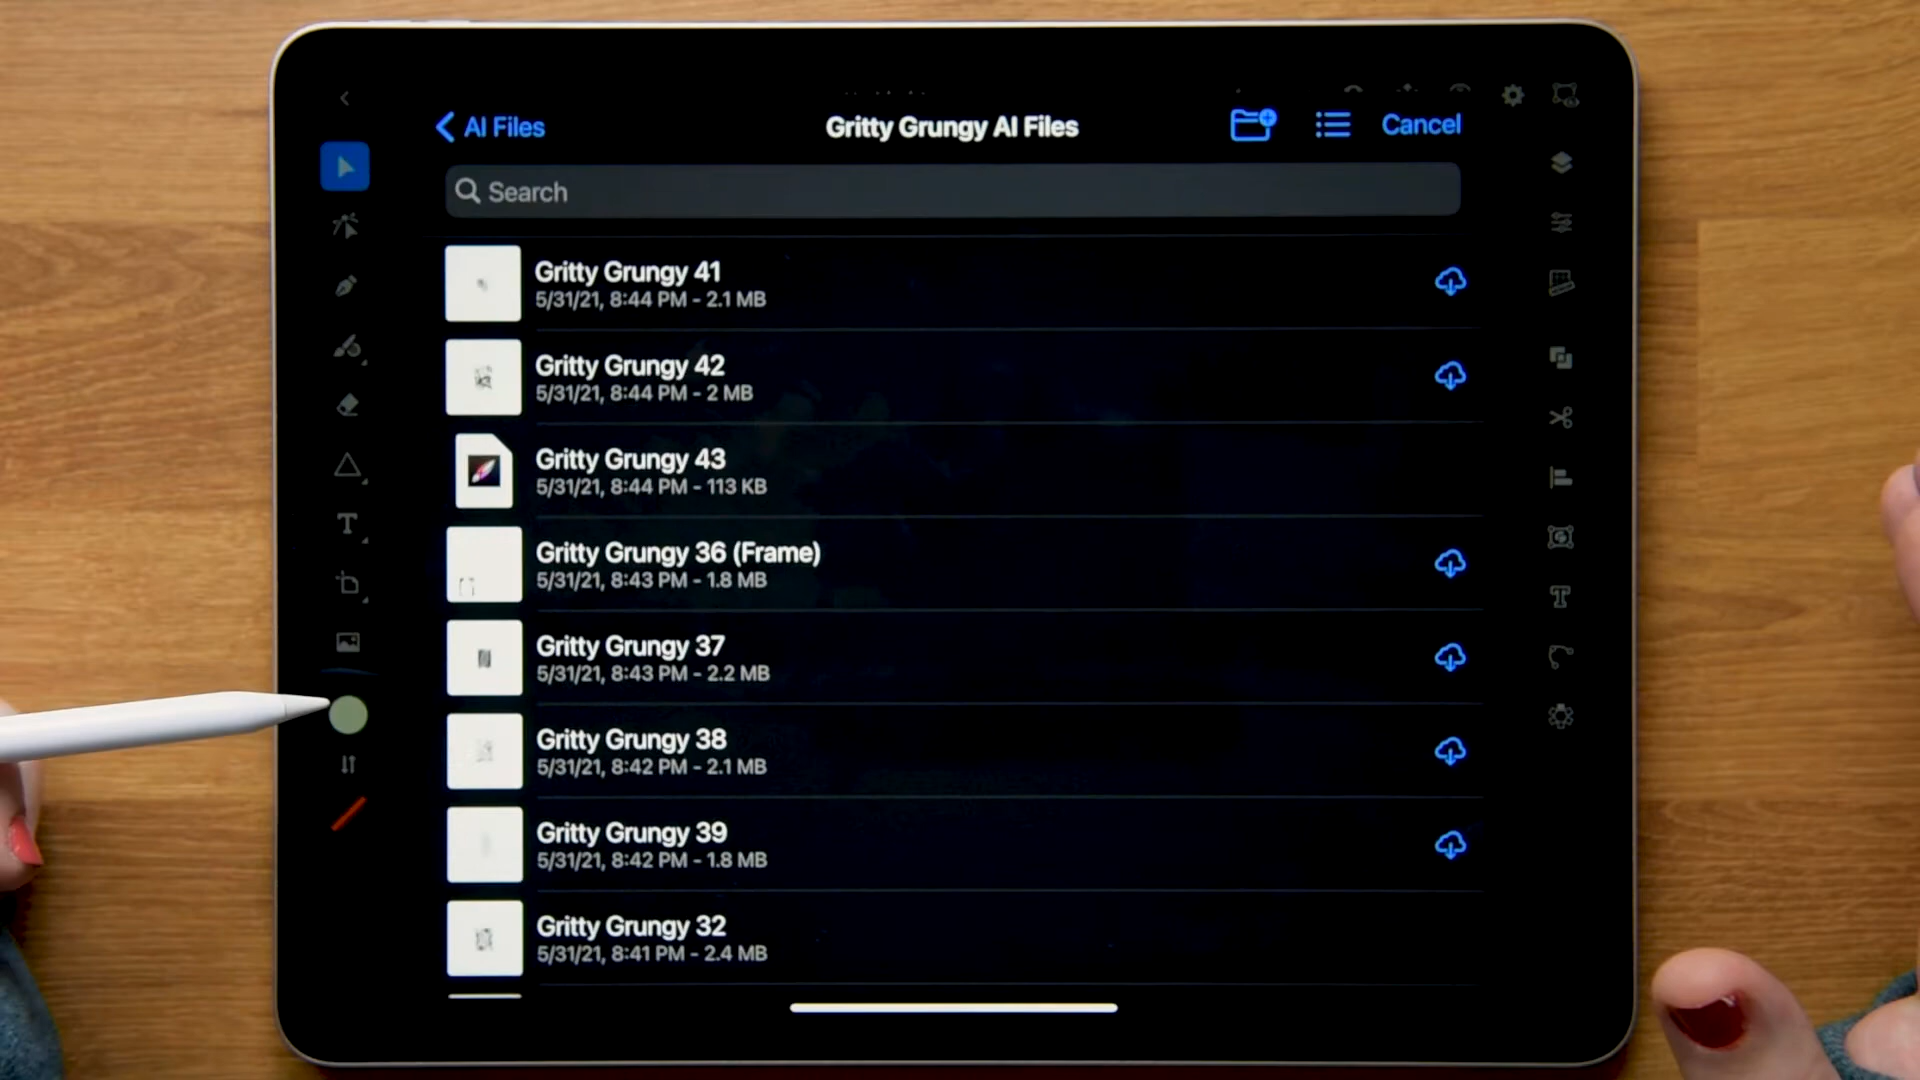 AI Files
Gritty Grungy AI Files
Cancel
Search
Gritty Grungy 41
5/31/21, 8:44 PM - 2.1 MB
Gritty Grungy 42
5/31/21, 8:44 PM - 2 MB
Gritty Grungy 43
5/31/21, 8:44 PM - 113 KB
Gritty Grungy 36 (Frame)
5/31/21, 8:43 PM - 1.8 MB
Gritty Grungy 37
5/31/21, 8:43 PM - 2.2 MB
Gritty Grungy 38
5/31/21, 8:42 PM - 2.1 MB
Gritty Grungy 39
5/31/21, 8:42 PM - 1.8 MB
Gritty Grungy 32
5/31/21, 8:41 PM - 2.4 MB